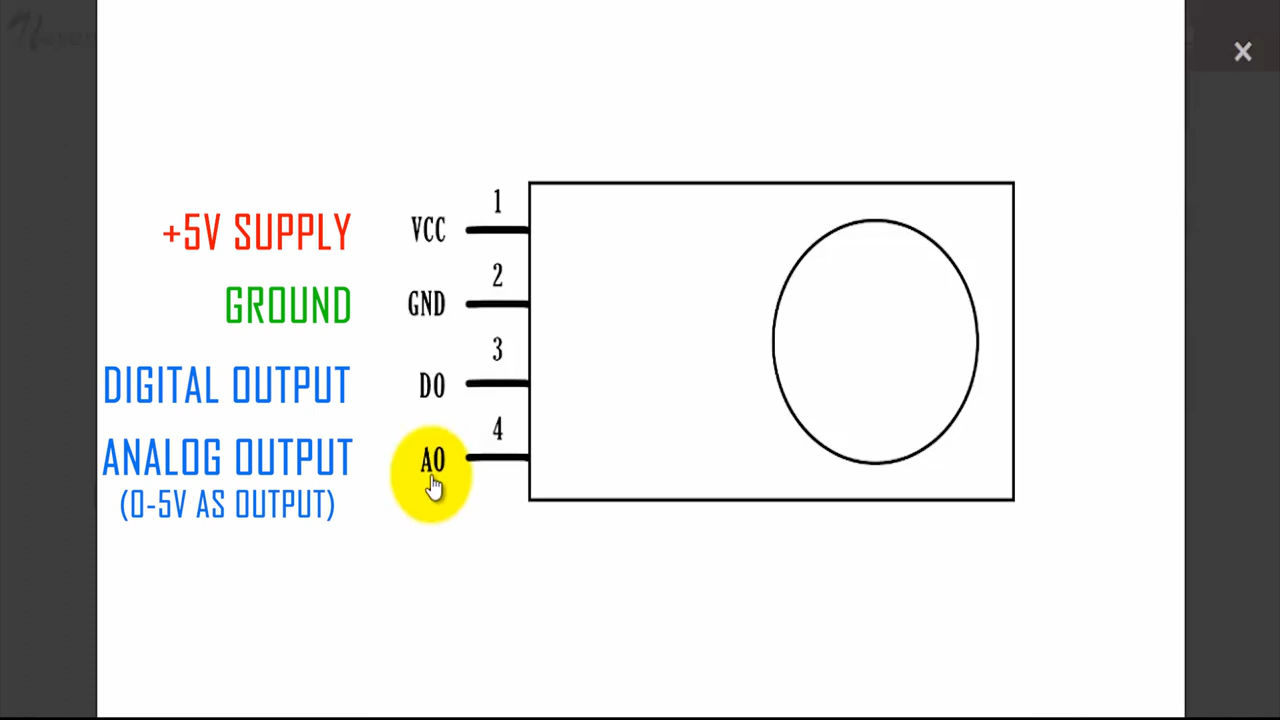 1
+5V SUPPLY VCC
2
GROUND GND
3
DIGITAL OUTPUT DO
4
ANALOG OUTPUT AO
(0-5V AS OUTPUT)